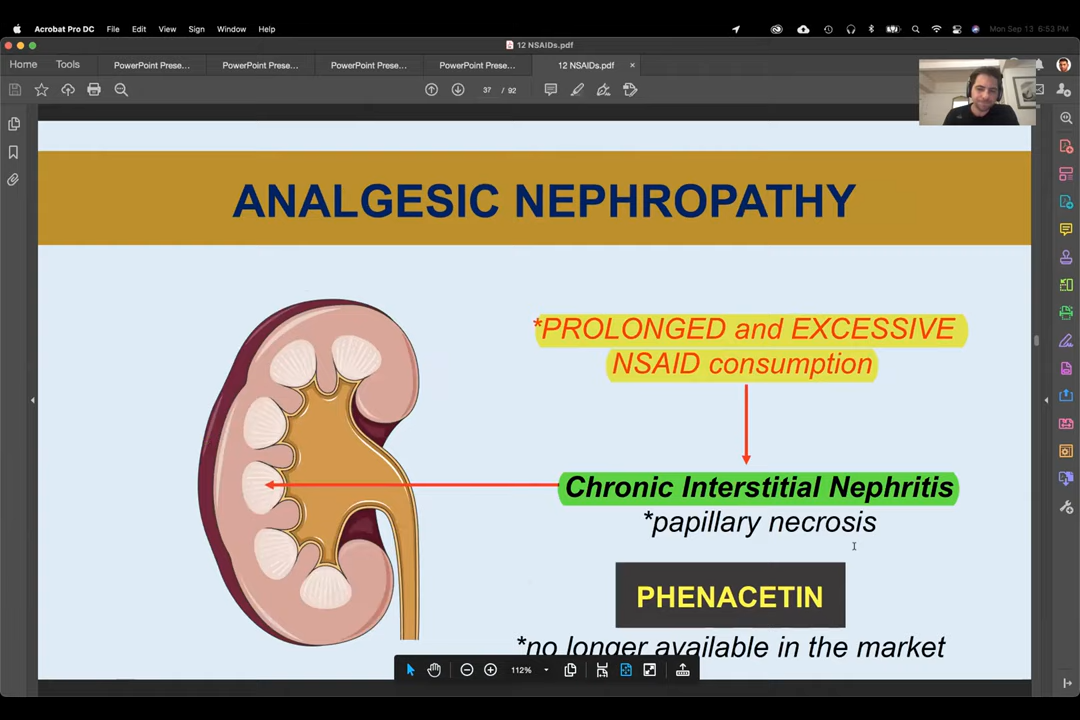 Acrobat Pro DC File Edit View Sign Window Help Mon Sep 13 6:53 PM
12 NSAIDs.pdf
Home Tools PowerPoint Prese... PowerPoint Prese... PowerPoint Prese... PowerPoint Prese... 12 NSAIDs.pdf ×
37 / 92
ANALGESIC NEPHROPATHY
*PROLONGED and EXCESSIVE
NSAID consumption
Chronic Interstitial Nephritis
*papillary necrosis
PHENACETIN
*no longer available in the market
112%